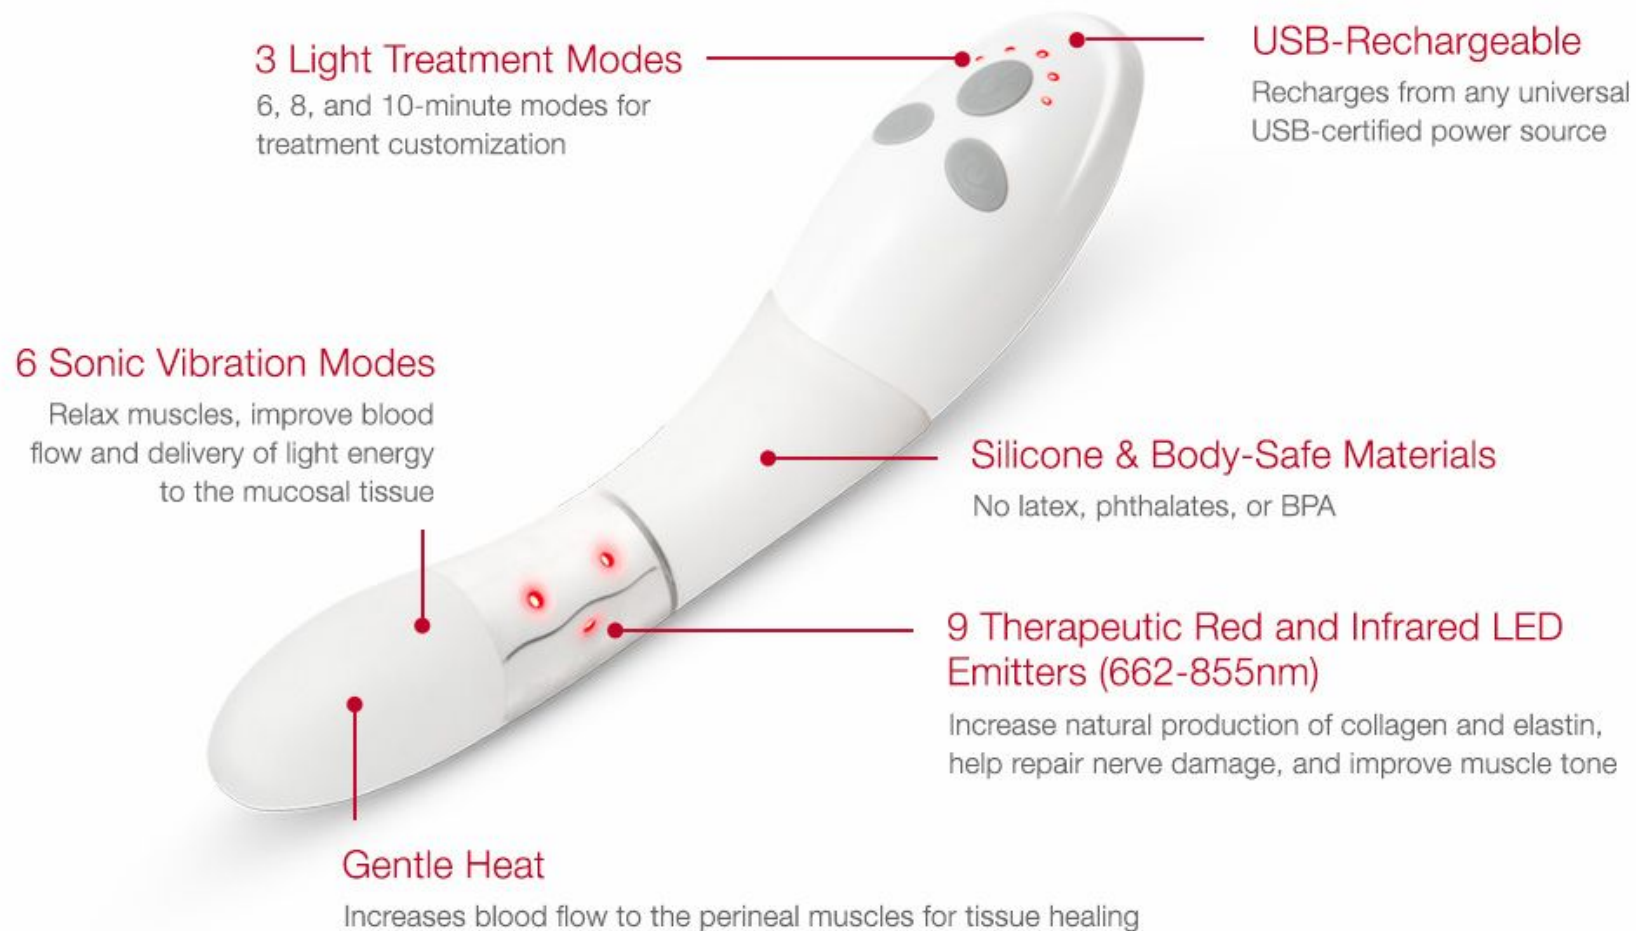 3 Light Treatment Modes
6, 8, and 10-minute modes for
treatment customization
USB-Rechargeable
Recharges from any universal
USB-certified power source
6 Sonic Vibration Modes
Relax muscles, improve blood
flow and delivery of light energy
to the mucosal tissue
Silicone & Body-Safe Materials
No latex, phthalates, or BPA
9 Therapeutic Red and Infrared LED
Emitters (662-855nm)
Increase natural production of collagen and elastin,
help repair nerve damage, and improve muscle tone
Gentle Heat
Increases blood flow to the perineal muscles for tissue healing